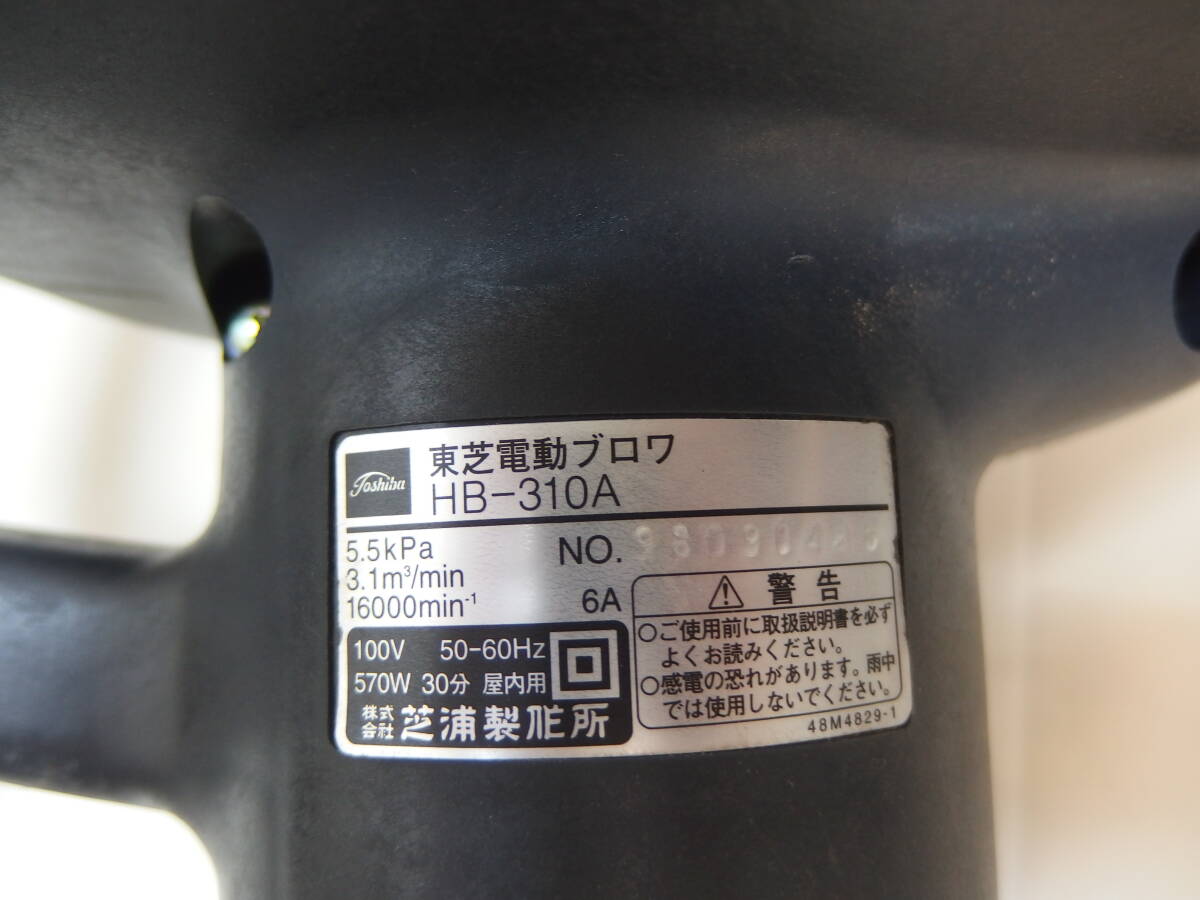 Toshiba
東芝電動ブロワ
HB-310A
5.5kPa
3.1m³/min
16000min⁻¹
NO.
6A
100V 50-60Hz
570W 30分 屋内用
株式会社 芝浦製作所
⚠ 警告
○ご使用前に取扱説明書を必ず
よくお読みください。
○感電の恐れがあります。雨中
では使用しないでください。
48M4829-1